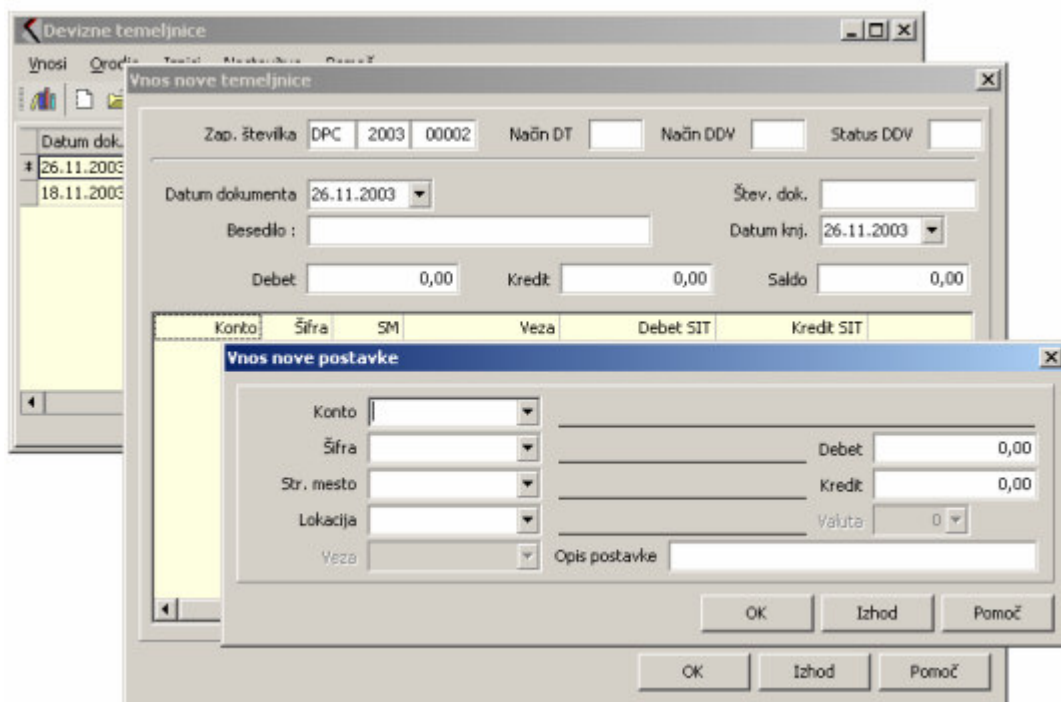 Devizne temeljnice
Vnosi
Vnos nove temeljnice
Zap. številka DPC 2003 00002 Način DT Način DDV Status DDV
Datum dok.
* 26.11.2003
18.11.2003
Datum dokumenta 26.11.2003 Štev. dok.
Besedilo : Datum knj. 26.11.2003
Debet 0,00 Kredit 0,00 Saldo 0,00
Konto Šifra SM Veza Debet SIT Kredit SIT
Vnos nove postavke
Konto
Šifra Debet 0,00
Str. mesto Kredit 0,00
Lokacija Valuta 0
Veza Opis postavke
OK Izhod Pomoč
OK Izhod Pomoč